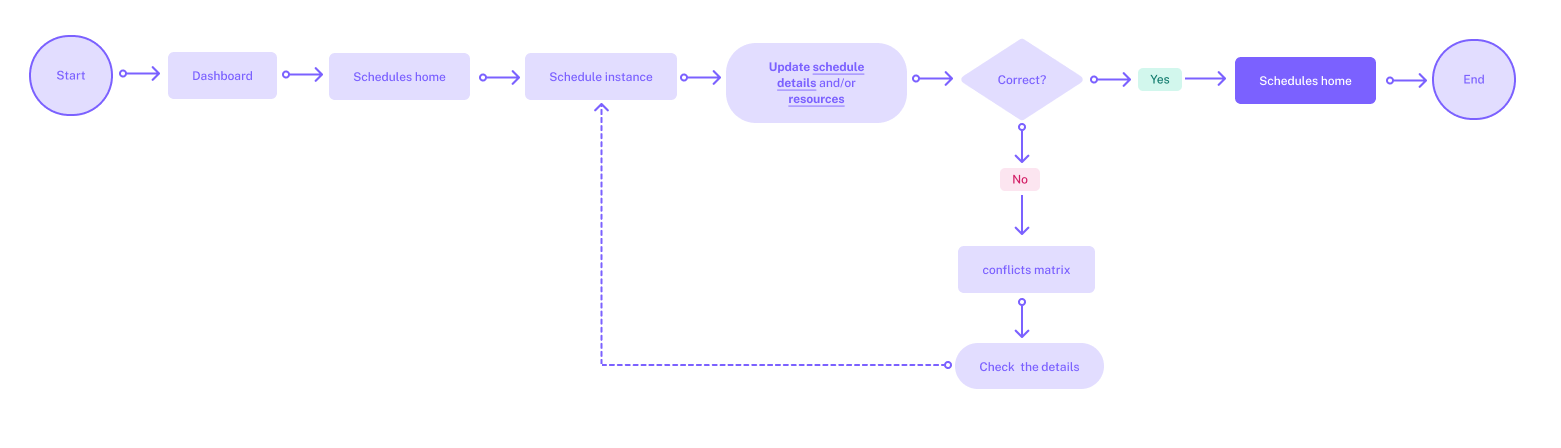 Start
Dashboard
Schedules home
Schedule instance
Update schedule
details and/or
resources
Correct?
Yes
Schedules home
End
No
conflicts matrix
Check  the details